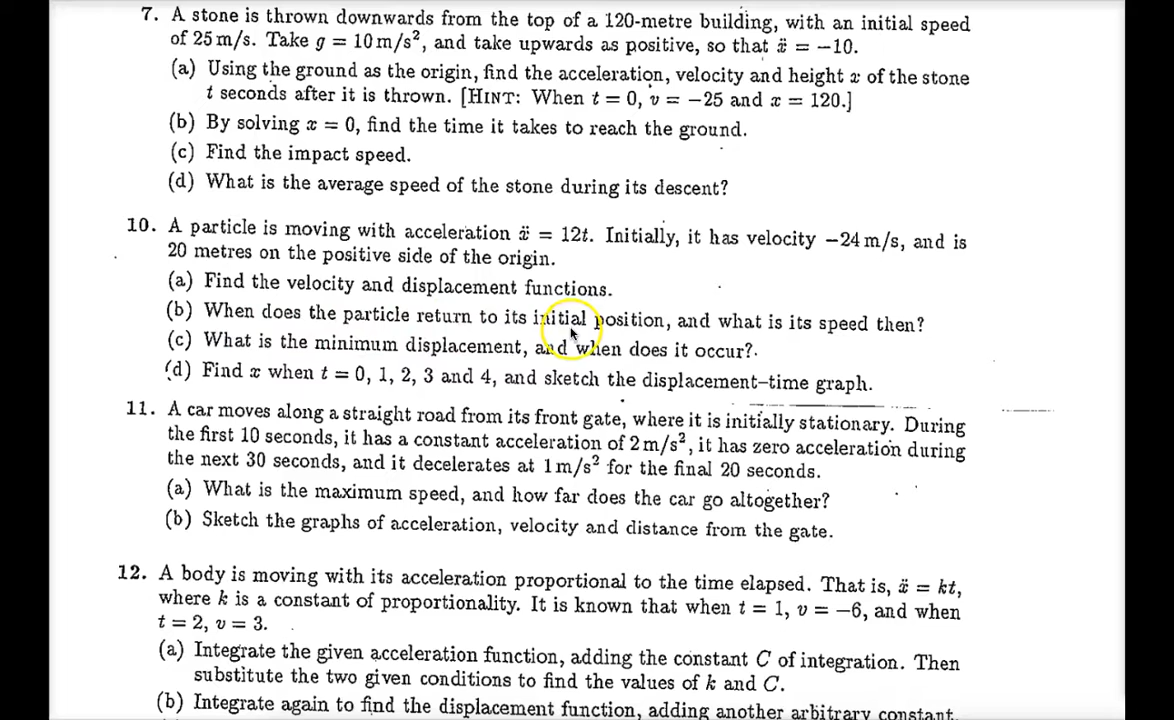 7. A stone is thrown downwards from the top of a 120-metre building, with an initial speed
of 25 m/s. Take g = 10 m/s², and take upwards as positive, so that ẍ = −10.
(a) Using the ground as the origin, find the acceleration, velocity and height x of the stone
t seconds after it is thrown. [HINT: When t = 0, v = −25 and x = 120.]
(b) By solving x = 0, find the time it takes to reach the ground.
(c) Find the impact speed.
(d) What is the average speed of the stone during its descent?
10. A particle is moving with acceleration ẍ = 12t. Initially, it has velocity −24 m/s, and is
20 metres on the positive side of the origin.
(a) Find the velocity and displacement functions.
(b) When does the particle return to its initial position, and what is its speed then?
(c) What is the minimum displacement, and when does it occur?
(d) Find x when t = 0, 1, 2, 3 and 4, and sketch the displacement–time graph.
11. A car moves along a straight road from its front gate, where it is initially stationary. During
the first 10 seconds, it has a constant acceleration of 2 m/s², it has zero acceleration during
the next 30 seconds, and it decelerates at 1 m/s² for the final 20 seconds.
(a) What is the maximum speed, and how far does the car go altogether?
(b) Sketch the graphs of acceleration, velocity and distance from the gate.
12. A body is moving with its acceleration proportional to the time elapsed. That is, ẍ = kt,
where k is a constant of proportionality. It is known that when t = 1, v = −6, and when
t = 2, v = 3.
(a) Integrate the given acceleration function, adding the constant C of integration. Then
substitute the two given conditions to find the values of k and C.
(b) Integrate again to find the displacement function, adding another arbitrary constant.